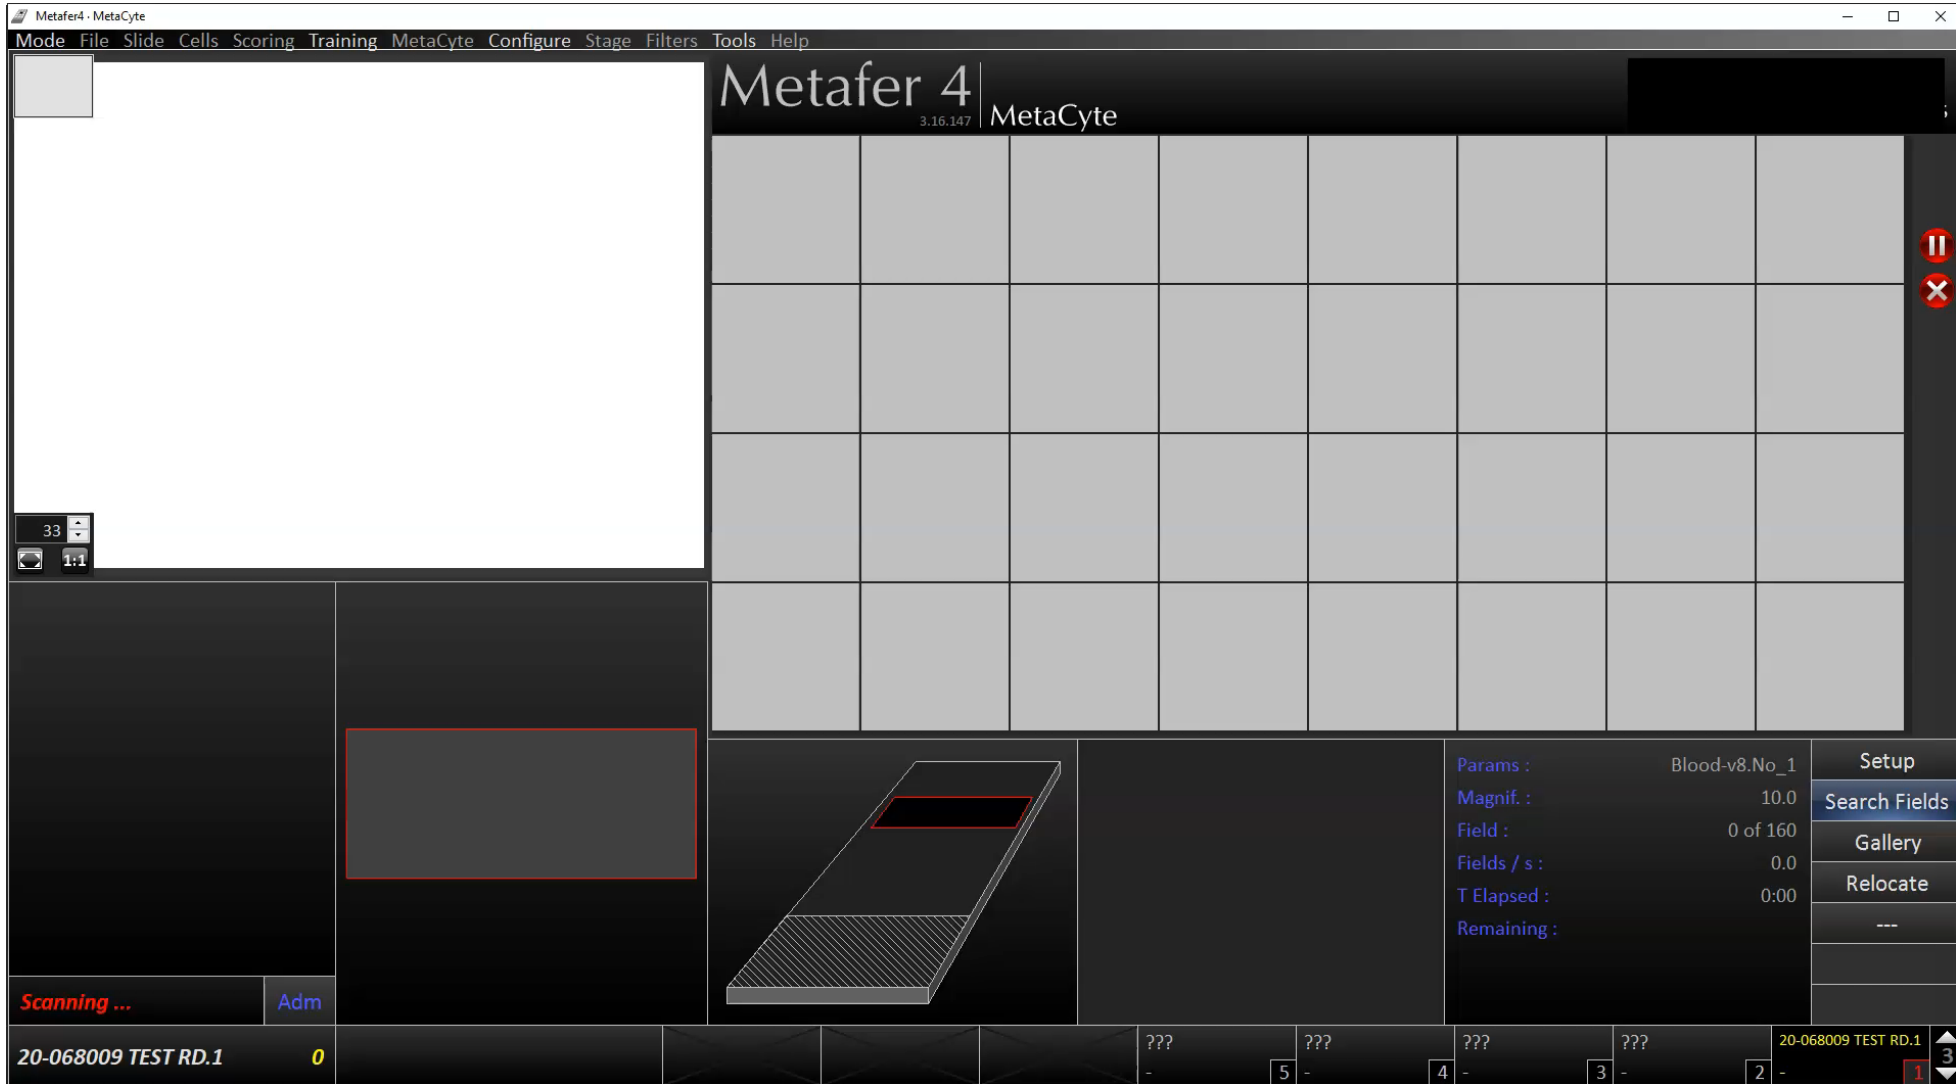 Metafer4 - MetaCyte
Mode File Slide Cells Scoring Training MetaCyte Configure Stage Filters Tools Help
Metafer 4
3.16.147
MetaCyte
33
1:1
Params : Blood-v8.No_1
Magnif. : 10.0
Field : 0 of 160
Fields / s : 0.0
T Elapsed : 0:00
Remaining :
Setup
Search Fields
Gallery
Relocate
---
Scanning ...
Adm
20-068009 TEST RD.1 0
??? ??? ??? ??? 20-068009 TEST RD.1
- 5 - 4 - 3 - 2 - 1
3